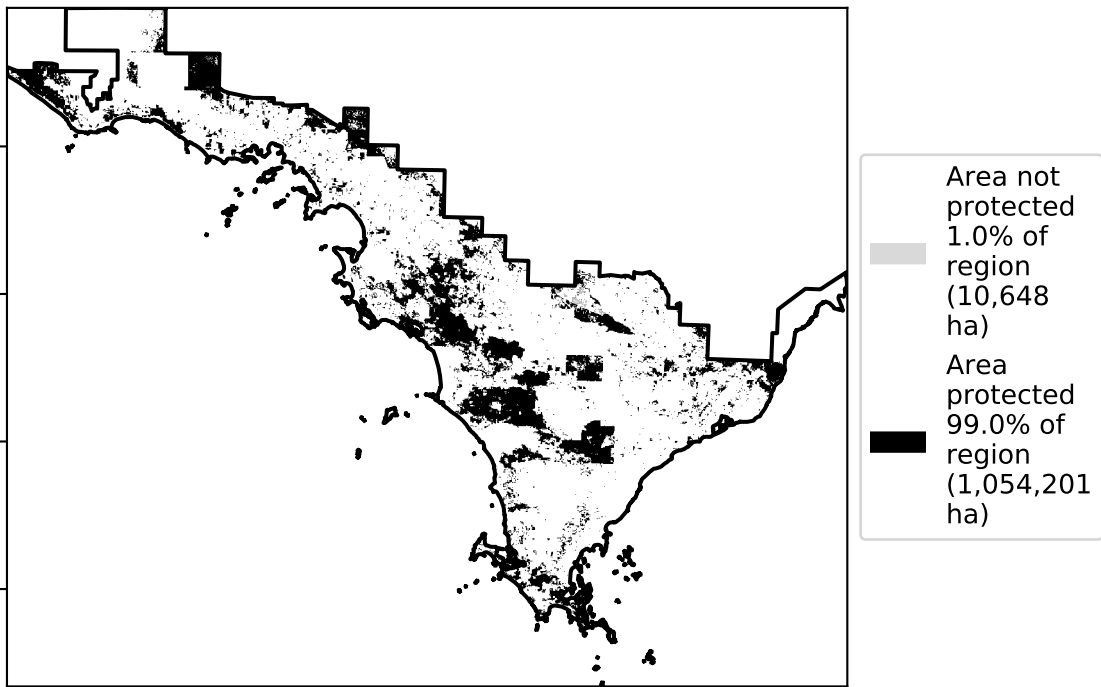 Area not
protected
1.0% of
region
(10,648
ha)
Area
protected
99.0% of
region
(1,054,201
ha)